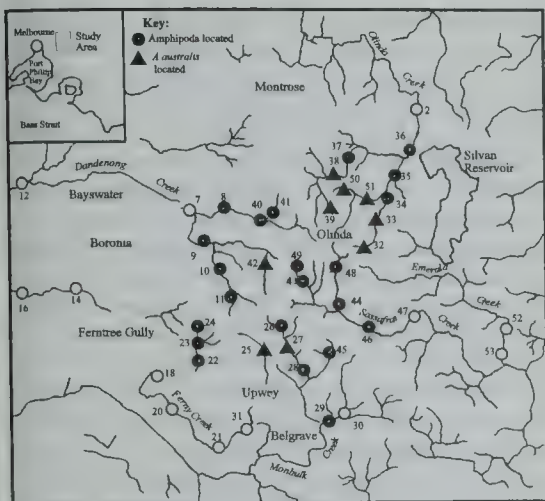 Melbourne
Study
Area
Port
Phillip
Bay
Bass Strait
Key:
Amphipoda located
A australis
located
Olinda
Creek
Montrose
2
36
37
38
50
35
Silvan
Reservoir
51
34
39
33
32
Olinda
Dandenong
Creek
12
Bayswater
7
8
40
41
Boronia
9
10
42
49
48
11
44
Emerald
Creek
16
14
Sassafras
Creek
47
46
52
53
Ferntree Gully
24
23
22
26
27
25
28
45
18
Upwey
20
Ferny Creek
21
31
29
30
Belgrave
Monbulk
Creek